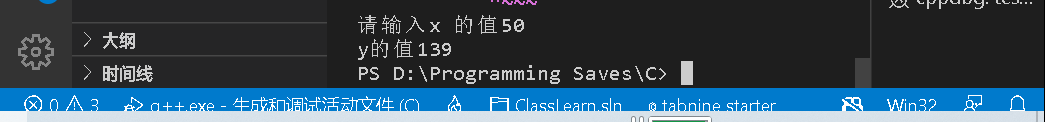 请输入x 的值50
大纲
y的值139
时间线
PS D:\Programming Saves\C>
0 3 g++.exe - 生成和调试活动文件 (C) ClassLearn.sln tabnine starter Win32